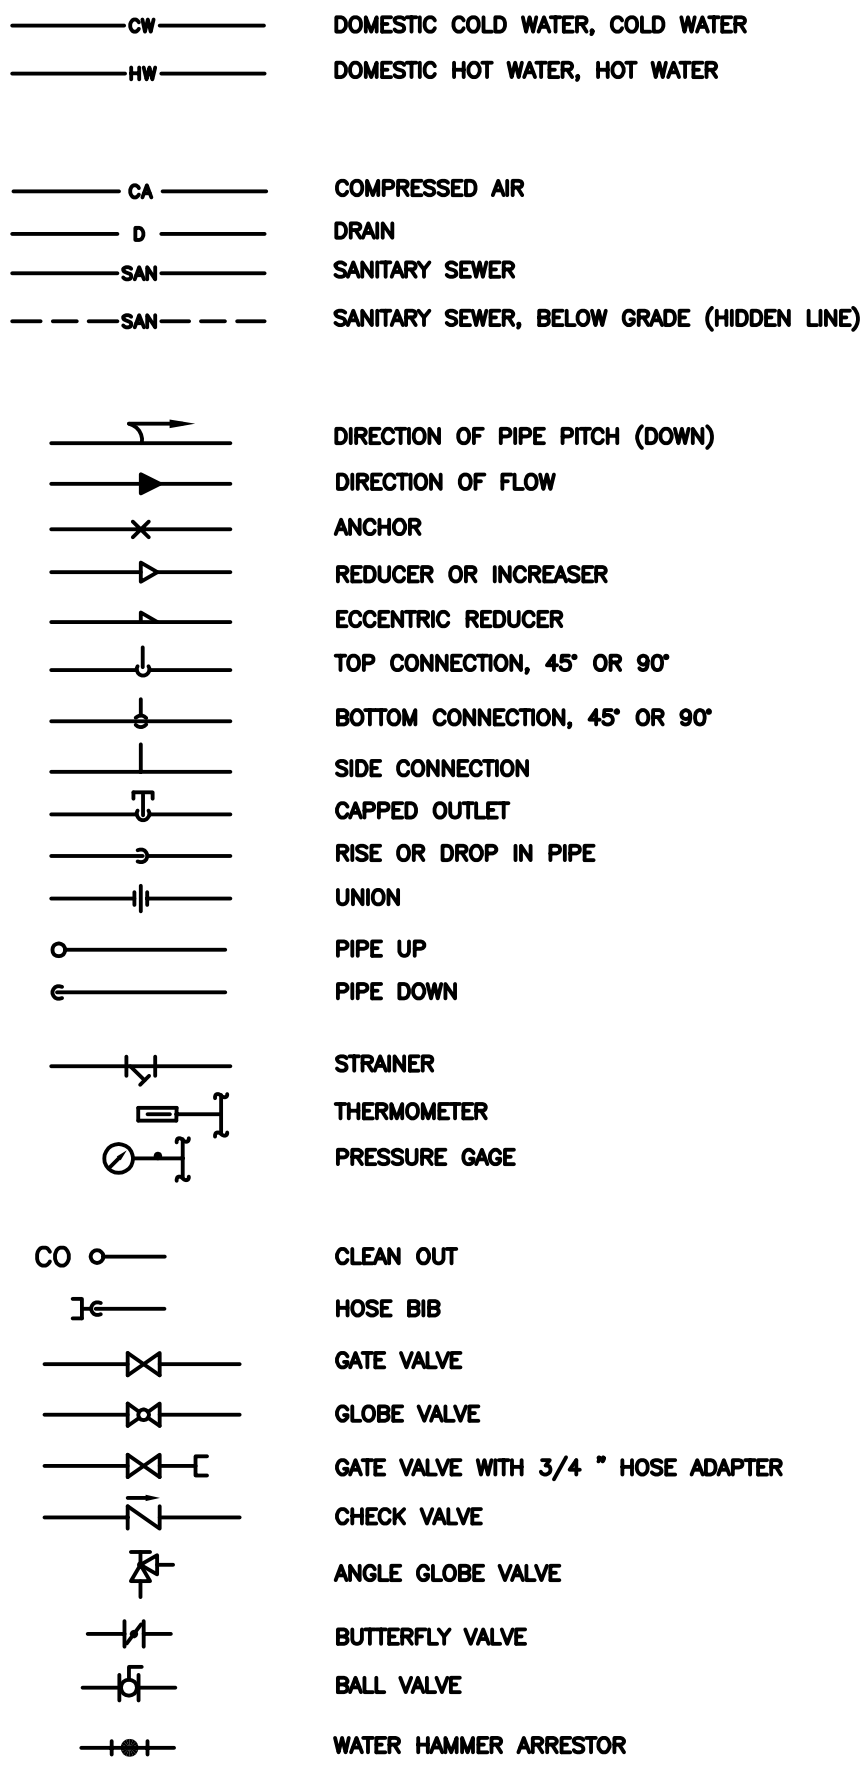 CW DOMESTIC COLD WATER, COLD WATER
HW DOMESTIC HOT WATER, HOT WATER
CA COMPRESSED AIR
D DRAIN
SAN SANITARY SEWER
SAN SANITARY SEWER, BELOW GRADE (HIDDEN LINE)
DIRECTION OF PIPE PITCH (DOWN)
DIRECTION OF FLOW
ANCHOR
REDUCER OR INCREASER
ECCENTRIC REDUCER
TOP CONNECTION, 45° OR 90°
BOTTOM CONNECTION, 45° OR 90°
SIDE CONNECTION
CAPPED OUTLET
RISE OR DROP IN PIPE
UNION
PIPE UP
PIPE DOWN
STRAINER
THERMOMETER
PRESSURE GAGE
CO CLEAN OUT
HOSE BIB
GATE VALVE
GLOBE VALVE
GATE VALVE WITH 3/4 " HOSE ADAPTER
CHECK VALVE
ANGLE GLOBE VALVE
BUTTERFLY VALVE
BALL VALVE
WATER HAMMER ARRESTOR